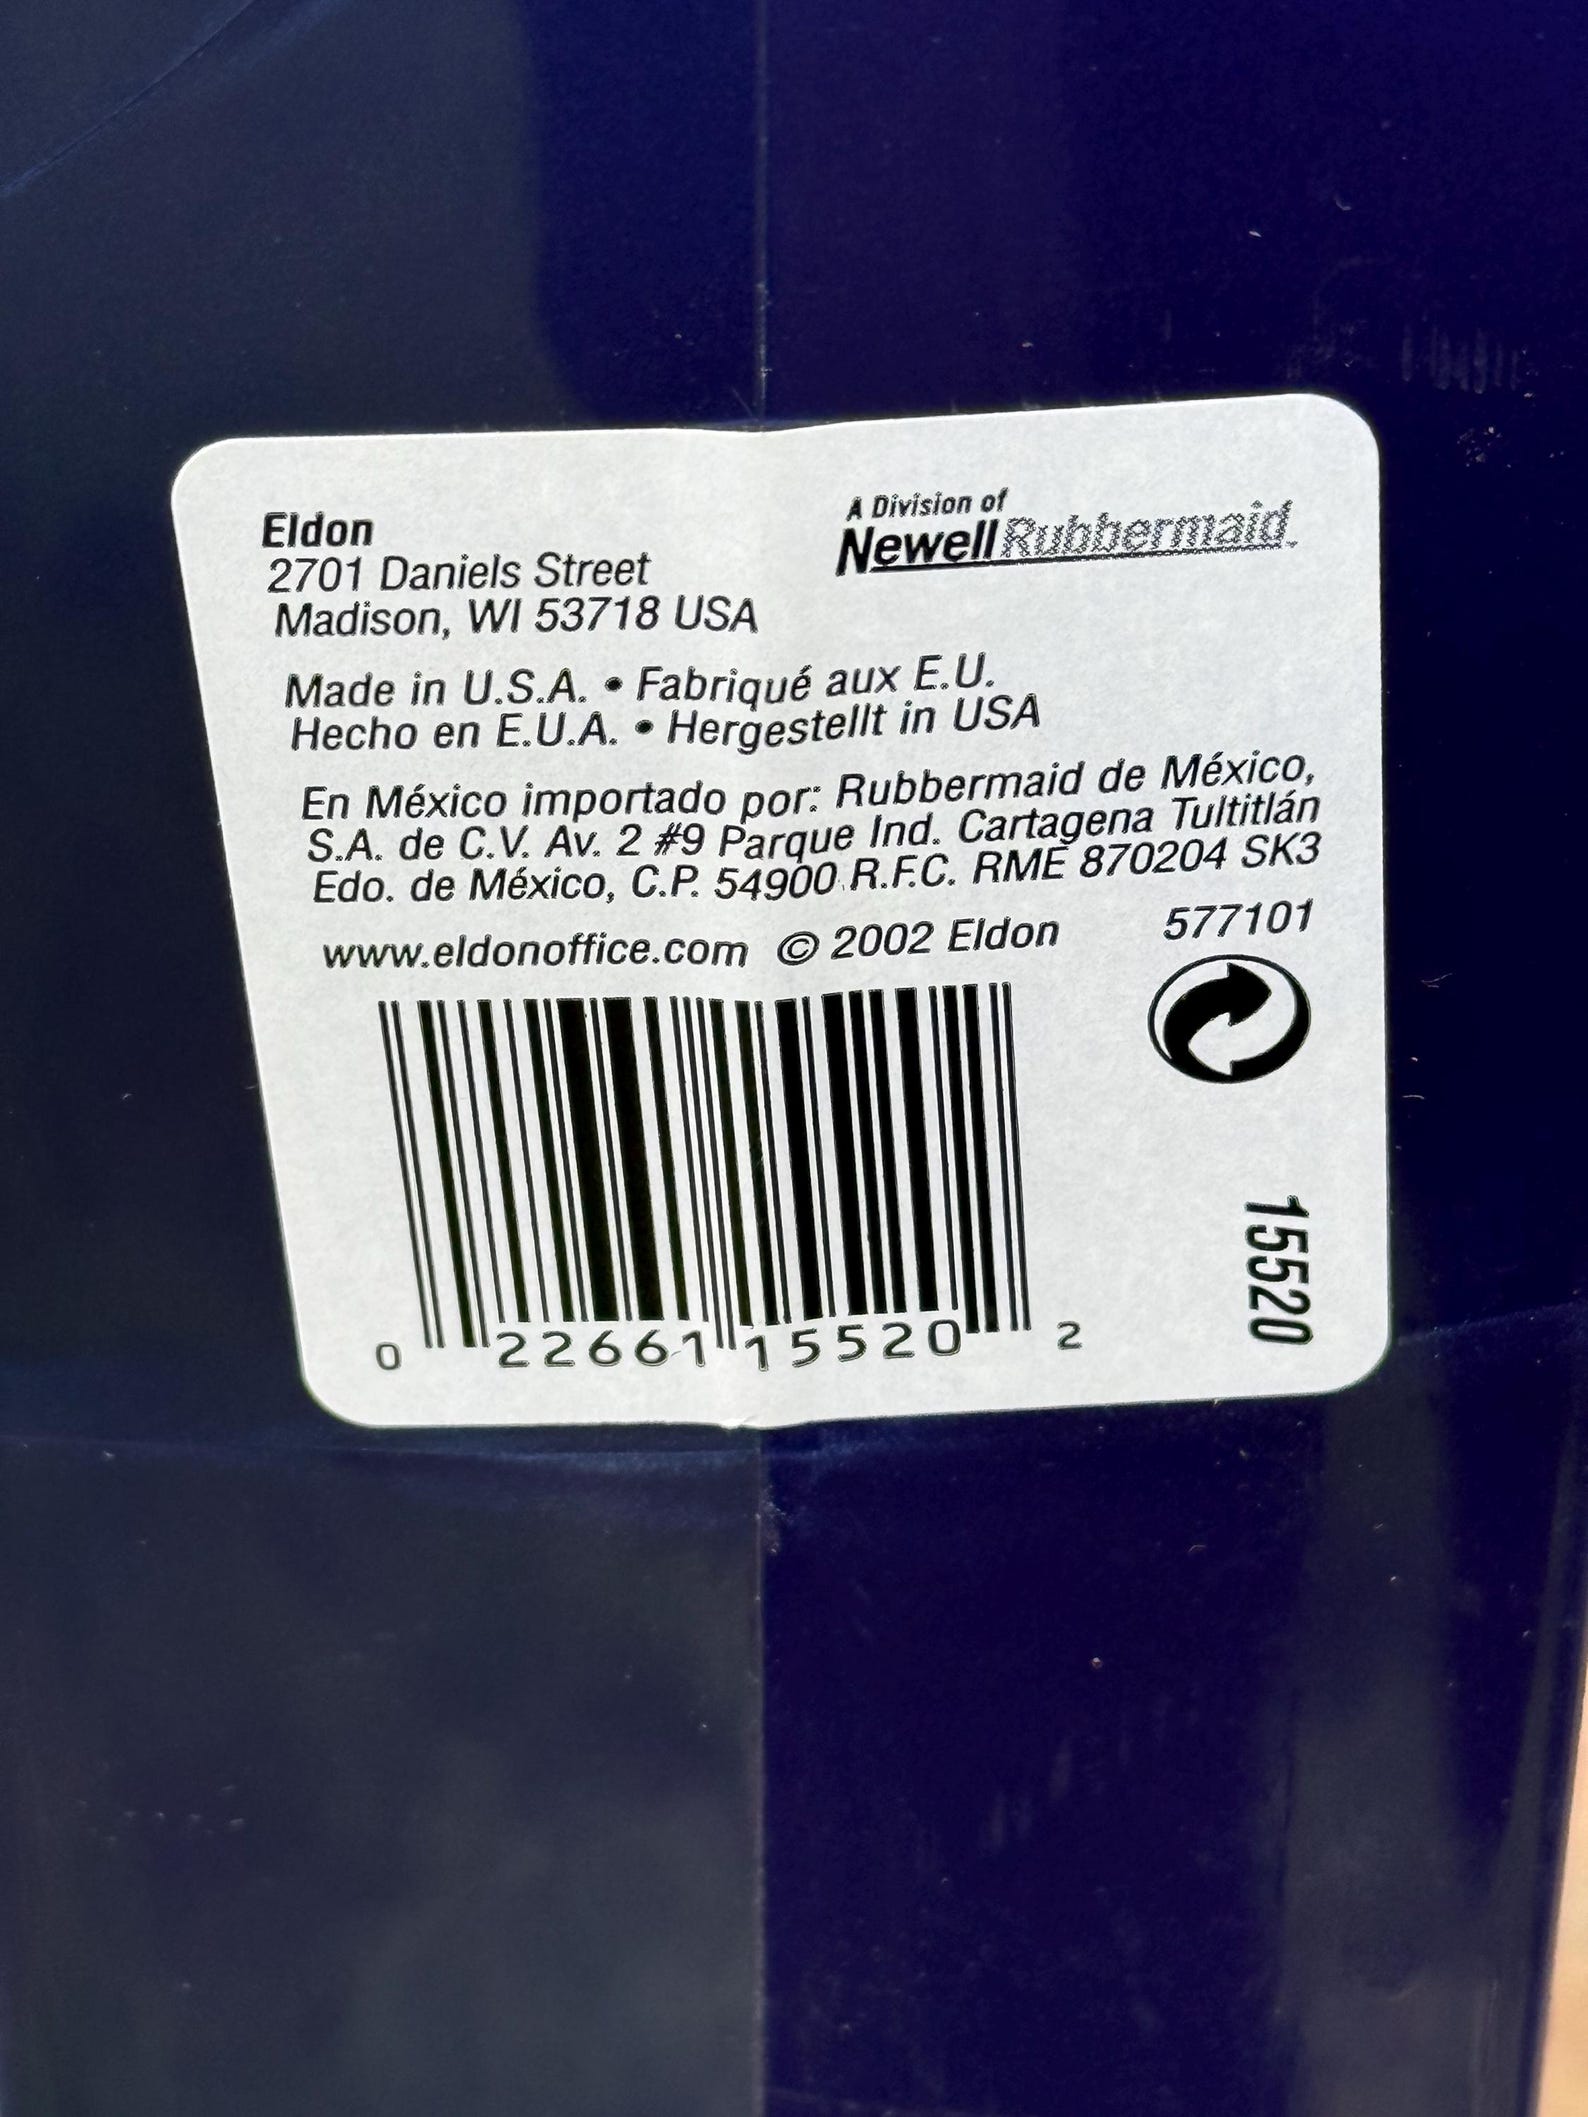 Eldon
2701 Daniels Street
Madison, WI 53718 USA
A Division of
Newell Rubbermaid.
Made in U.S.A. • Fabriqué aux E.U.
Hecho en E.U.A. • Hergestellt in USA
En México importado por: Rubbermaid de México,
S.A. de C.V. Av. 2 #9 Parque Ind. Cartagena Tultitlán
Edo. de México, C.P. 54900 R.F.C. RME 870204 SK3
www.eldonoffice.com © 2002 Eldon
577101
0 22661 15520 2
15520